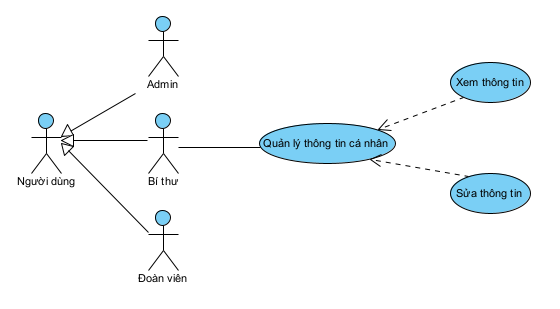 Admin
Xem thông tin
Quản lý thông tin cá nhân
Người dùng
Bí thư
Sửa thông tin
Đoàn viên